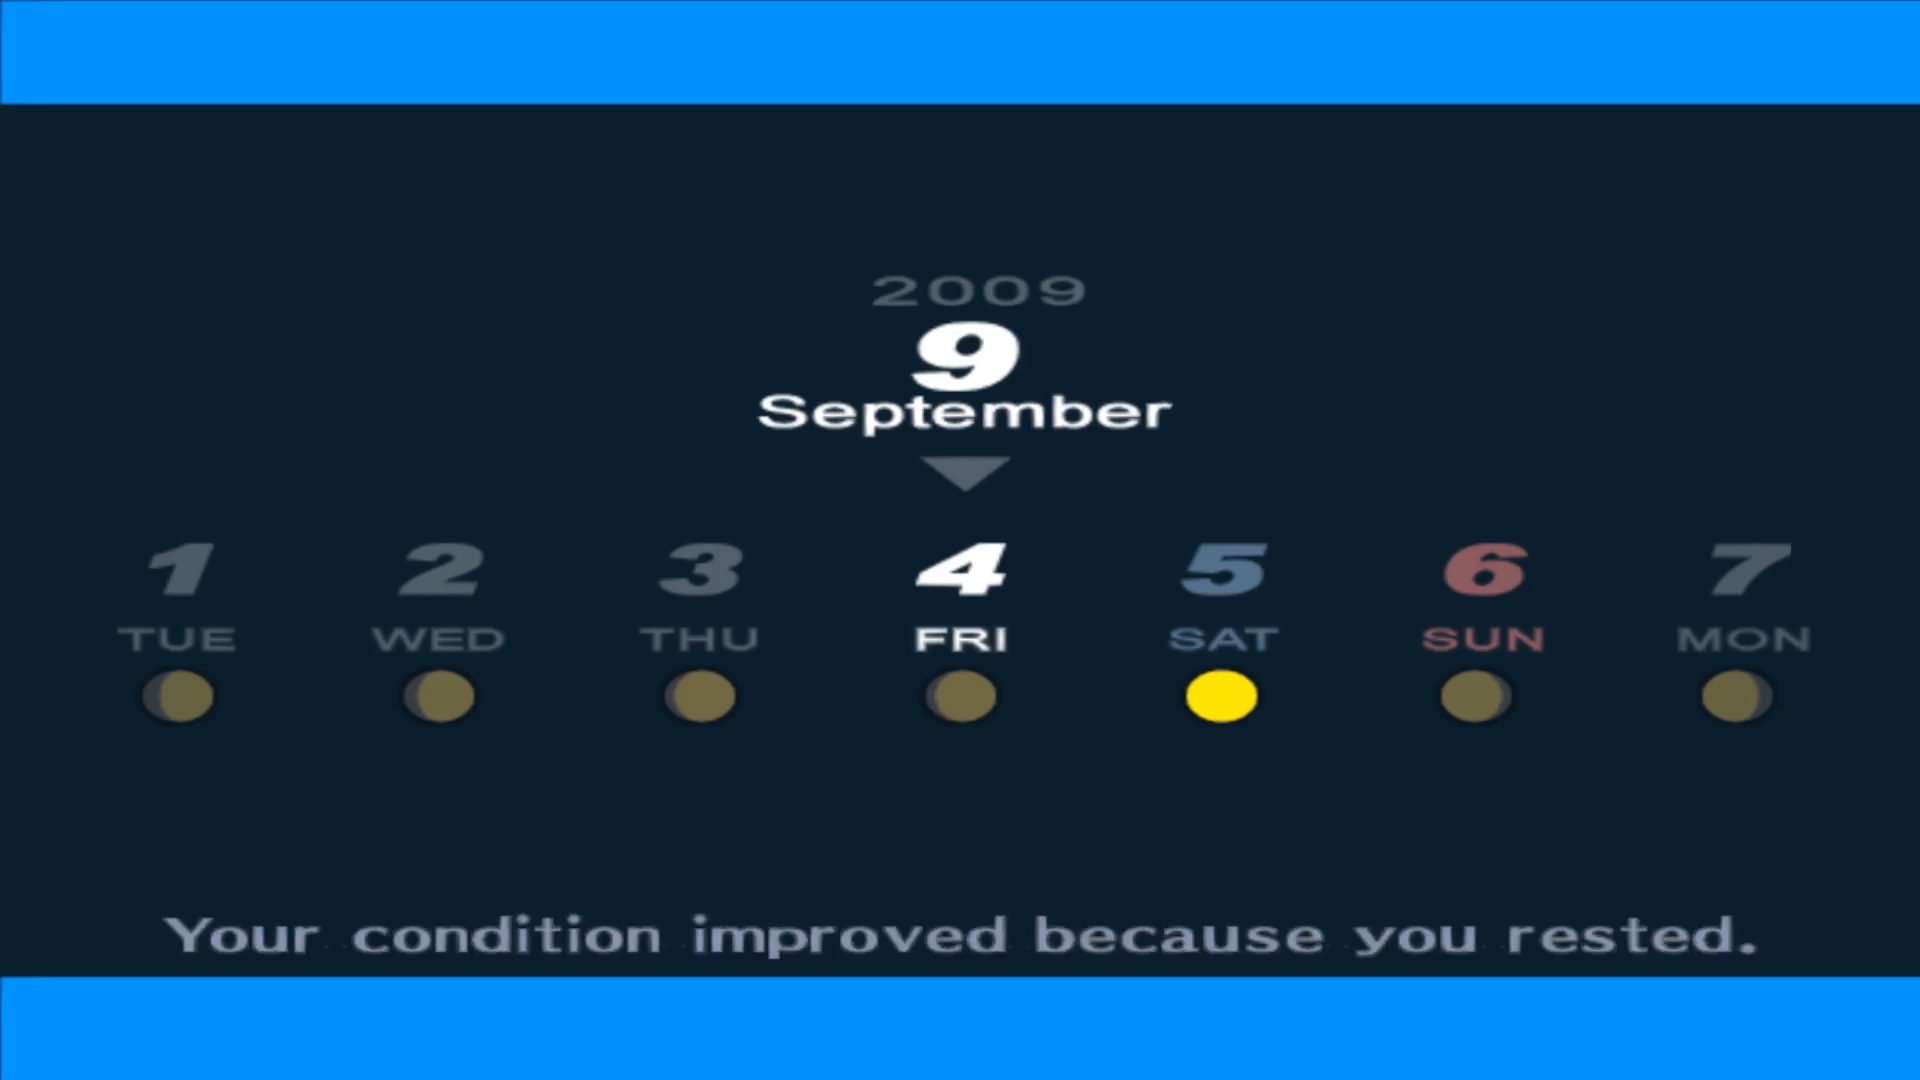 2009
9
September
1 2 3 4 5 6 7
TUE WED THU FRI SAT SUN MON
Your condition improved because you rested.